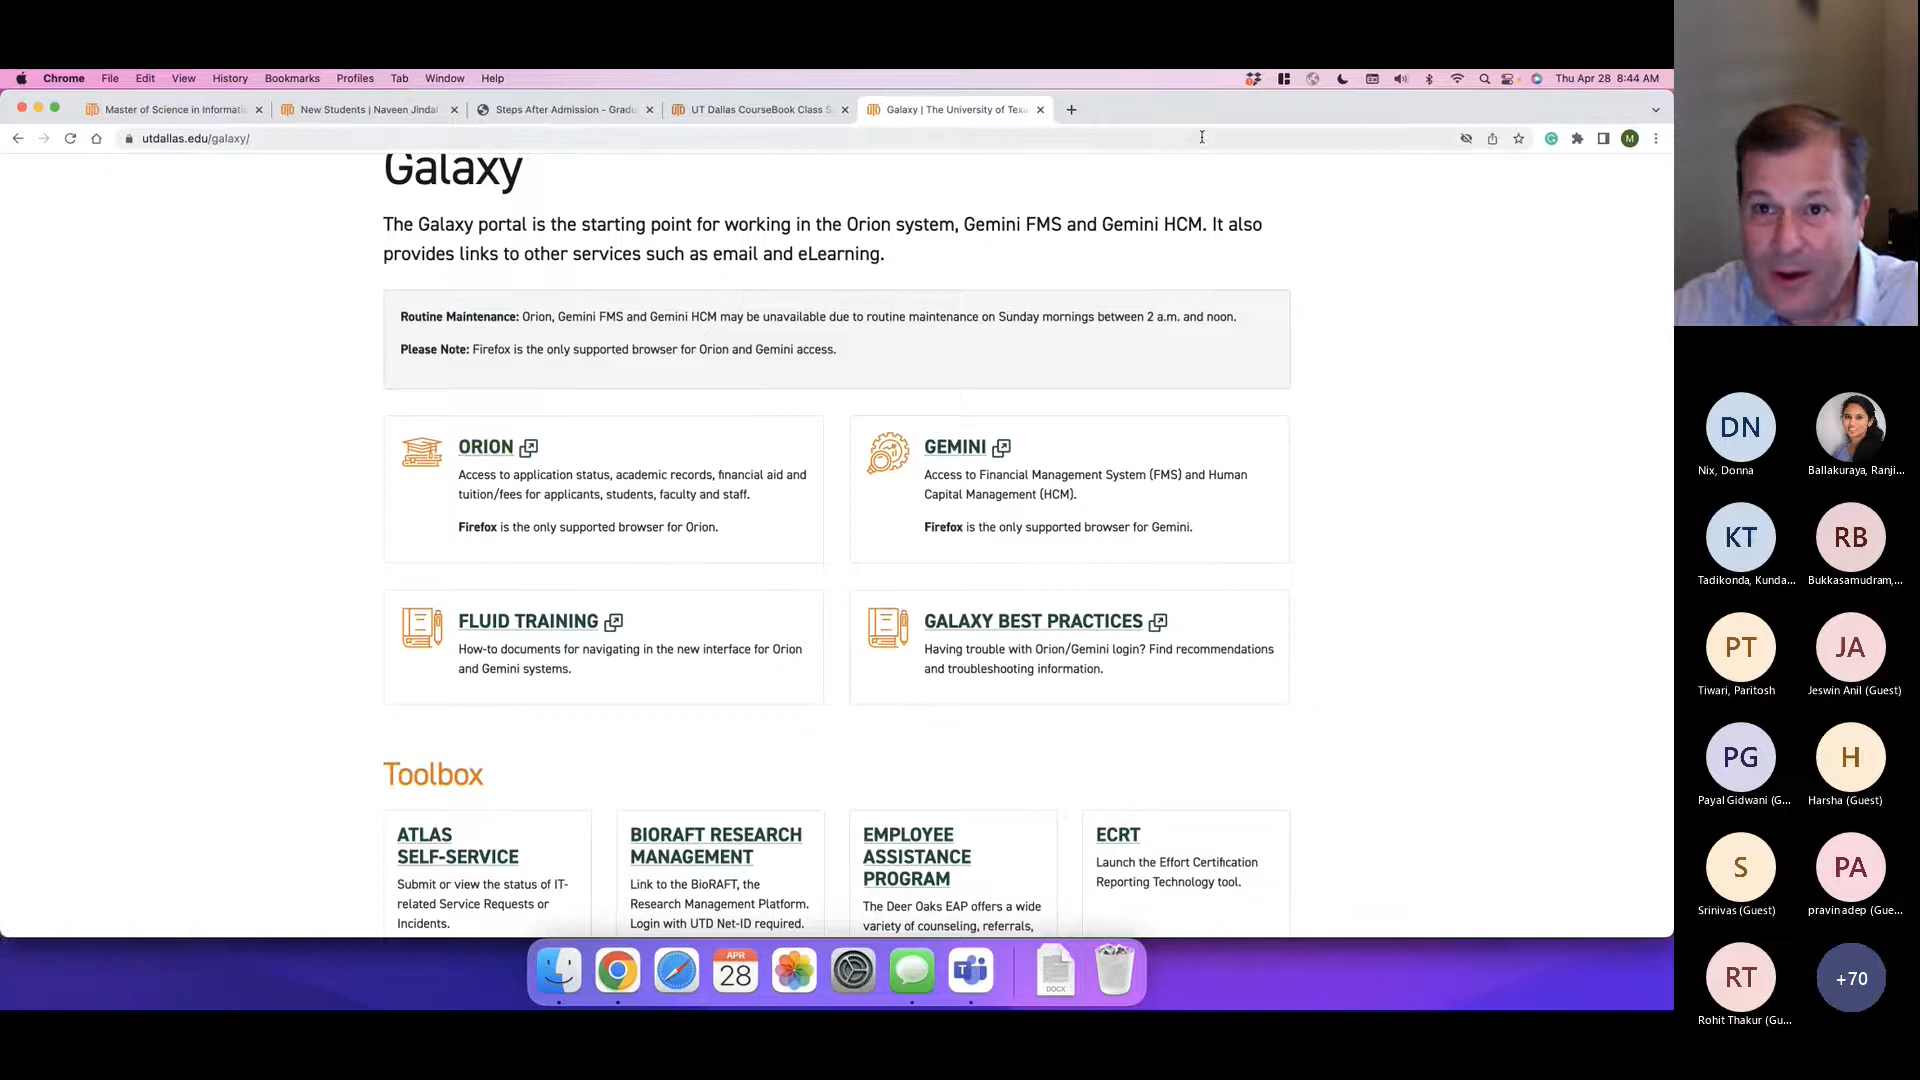 Chrome File Edit View History Bookmarks Profiles Tab Window Help
Thu Apr 28 8:44 AM
Master of Science in Informati
New Students | Naveen Jindal
Steps After Admission - Gradu
UT Dallas CourseBook Class S
Galaxy | The University of Texa
utdallas.edu/galaxy/
M
Galaxy
The Galaxy portal is the starting point for working in the Orion system, Gemini FMS and Gemini HCM. It also
provides links to other services such as email and eLearning.
Routine Maintenance: Orion, Gemini FMS and Gemini HCM may be unavailable due to routine maintenance on Sunday mornings between 2 a.m. and noon.
Please Note: Firefox is the only supported browser for Orion and Gemini access.
ORION
Access to application status, academic records, financial aid and
tuition/fees for applicants, students, faculty and staff.
Firefox is the only supported browser for Orion.
GEMINI
Access to Financial Management System (FMS) and Human
Capital Management (HCM).
Firefox is the only supported browser for Gemini.
FLUID TRAINING
How-to documents for navigating in the new interface for Orion
and Gemini systems.
GALAXY BEST PRACTICES
Having trouble with Orion/Gemini login? Find recommendations
and troubleshooting information.
Toolbox
ATLAS
SELF-SERVICE
Submit or view the status of IT-
related Service Requests or
Incidents.
BIORAFT RESEARCH
MANAGEMENT
Link to the BioRAFT, the
Research Management Platform.
Login with UTD Net-ID required.
EMPLOYEE
ASSISTANCE
PROGRAM
The Deer Oaks EAP offers a wide
variety of counseling, referrals,
ECRT
Launch the Effort Certification
Reporting Technology tool.
APR
28
DOCX
DN
Nix, Donna
Ballakuraya, Ranji...
KT
Tadikonda, Kunda...
RB
Bukkasamudram,...
PT
Tiwari, Paritosh
JA
Jeswin Anil (Guest)
PG
Payal Gidwani (G...
H
Harsha (Guest)
S
Srinivas (Guest)
PA
pravin adep (Gue...
RT
Rohit Thakur (Gu...
+70